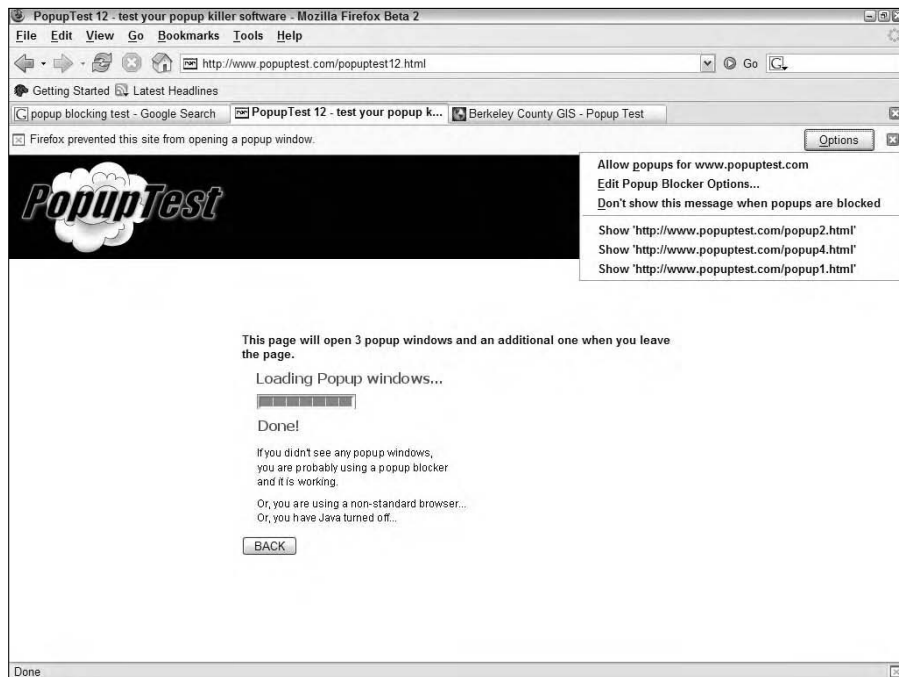 PopupTest 12 - test your popup killer software - Mozilla Firefox Beta 2
File Edit View Go Bookmarks Tools Help
http://www.popuptest.com/popuptest12.html
Go
G
Getting Started
Latest Headlines
G popup blocking test - Google Search
PopupTest 12 - test your popup k...
Berkeley County GIS - Popup Test
Firefox prevented this site from opening a popup window.
Options
Allow popups for www.popuptest.com
Edit Popup Blocker Options...
Don't show this message when popups are blocked
Show 'http://www.popuptest.com/popup2.html'
Show 'http://www.popuptest.com/popup4.html'
Show 'http://www.popuptest.com/popup1.html'
PopupTest
This page will open 3 popup windows and an additional one when you leave
the page.
Loading Popup windows...
Done!
If you didn't see any popup windows,
you are probably using a popup blocker
and it is working.
Or, you are using a non-standard browser...
Or, you have Java turned off...
BACK
Done